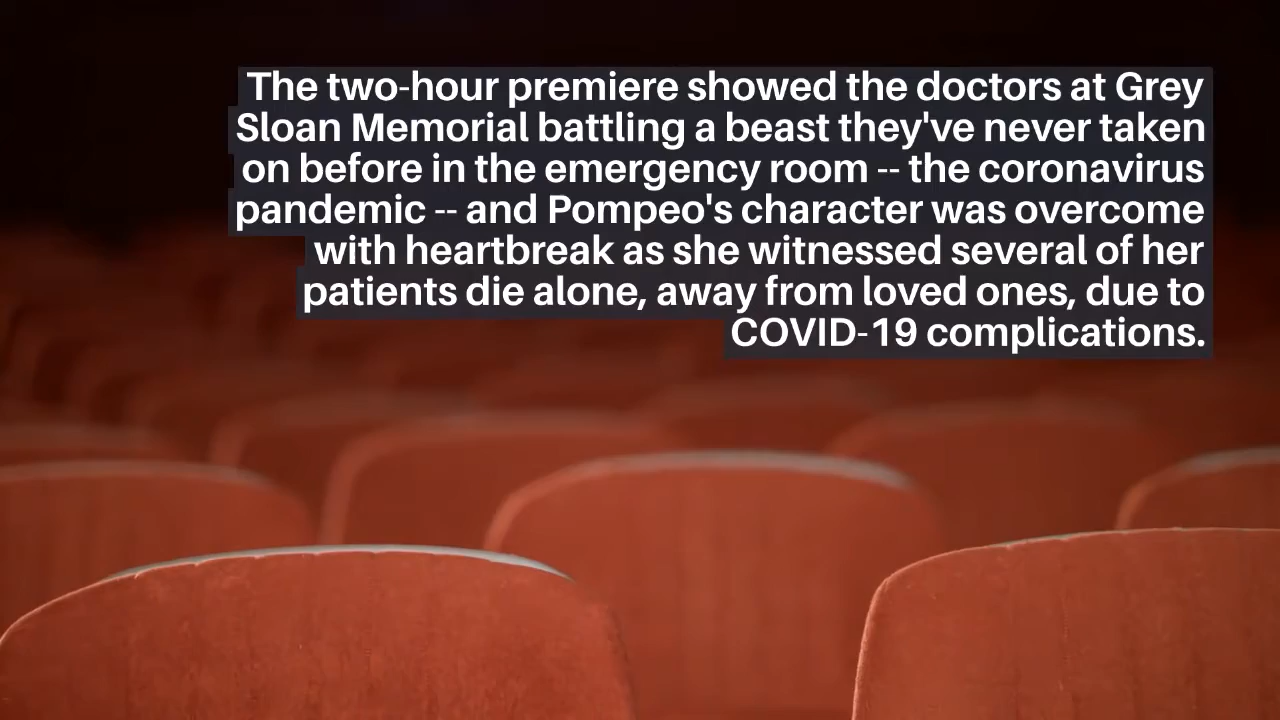 The two-hour premiere showed the doctors at Grey
Sloan Memorial battling a beast they've never taken
on before in the emergency room -- the coronavirus
pandemic -- and Pompeo's character was overcome
with heartbreak as she witnessed several of her
patients die alone, away from loved ones, due to
COVID-19 complications.